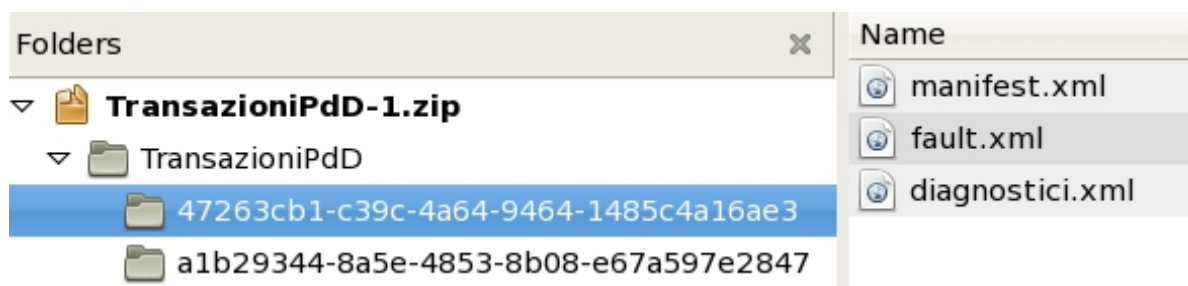 Folders
TransazioniPdD-1.zip
TransazioniPdD
47263cb1-c39c-4a64-9464-1485c4a16ae3
a1b29344-8a5e-4853-8b08-e67a597e2847
Name
manifest.xml
fault.xml
diagnostici.xml